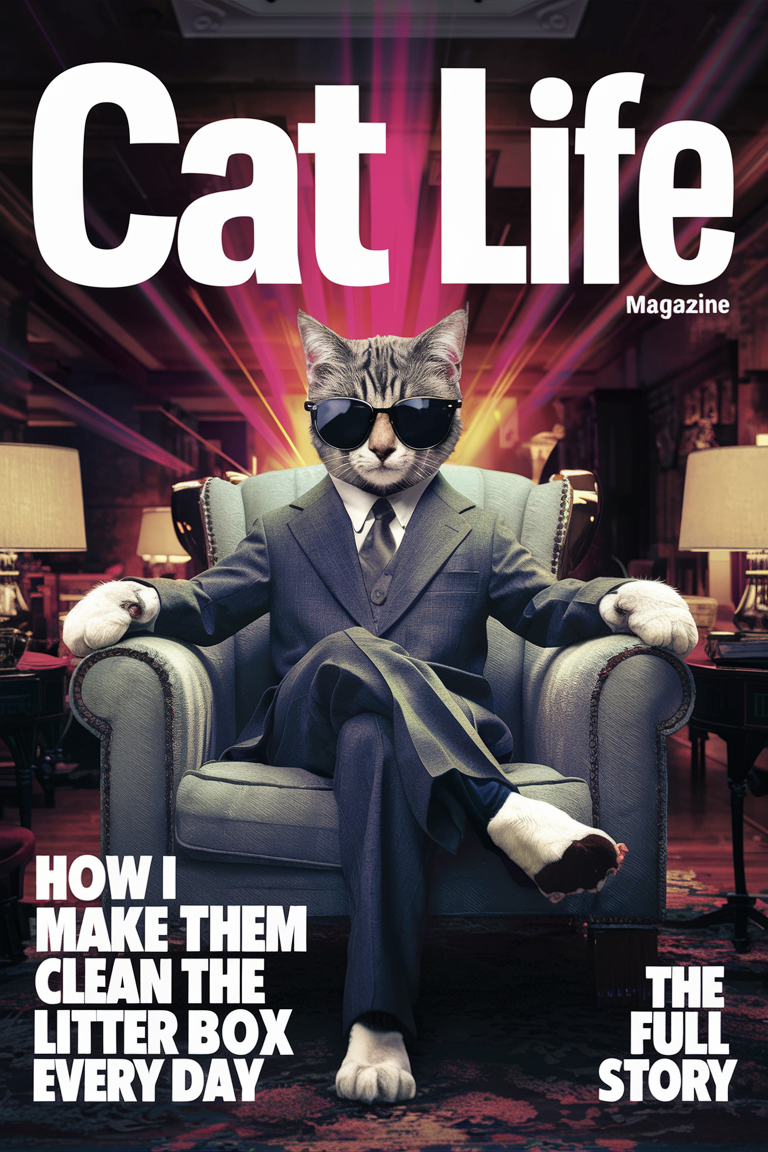 Cat Life
Magazine
HOW I
MAKE THEM
CLEAN THE
LITTER BOX
EVERY DAY
THE
FULL
STORY